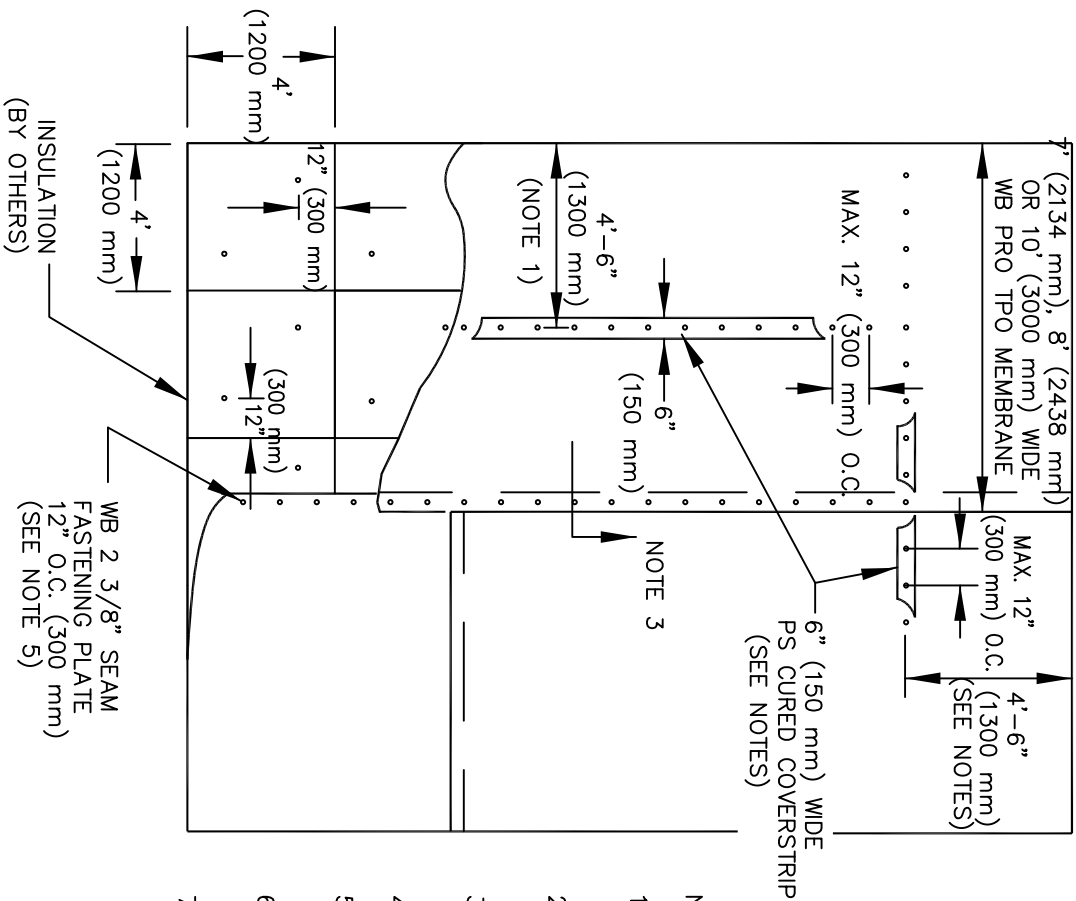 7' (2134 mm), 8' (2438 mm)
OR 10' (3000 mm) WIDE
WB PRO TPO MEMBRANE
MAX. 12"
(300 mm) O.C.
4'-6"
(1300 mm)
(SEE NOTES)
MAX. 12" (300 mm) O.C.
6" (150 mm) WIDE
PS CURED COVERSTRIP
(SEE NOTES)
4'-6"
(1300 mm)
(NOTE 1)
6"
(150 mm)
NOTE 3
4'
(1200 mm)
12" (300 mm)
4'
(1200 mm)
(300 mm)
12"
INSULATION
(BY OTHERS)
WB 2 3/8" SEAM
FASTENING PLATE
12" O.C. (300 mm)
(SEE NOTE 5)